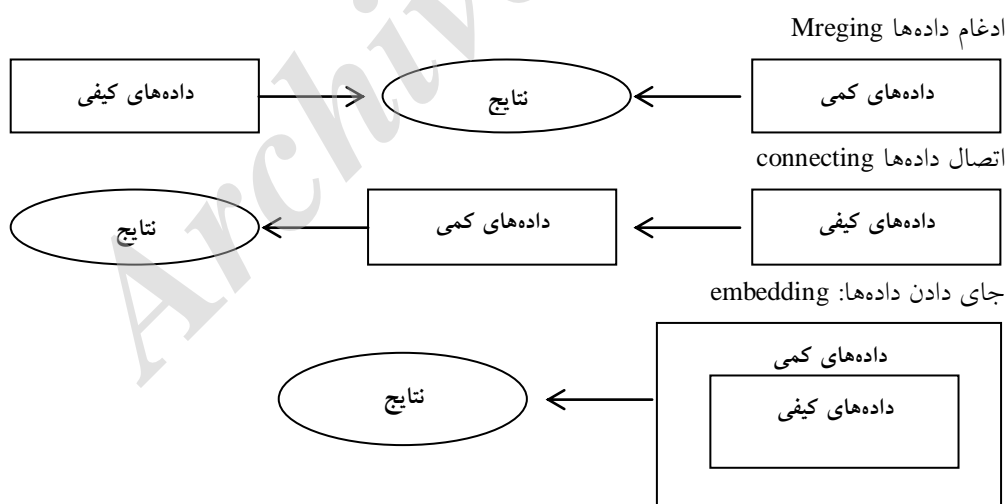 ادغام داده‌ها Mreging
داده‌های کمی
نتایج
داده‌های کیفی
اتصال داده‌ها connecting
داده‌های کیفی
داده‌های کمی
نتایج
جای دادن داده‌ها: embedding
داده‌های کمی
داده‌های کیفی
نتایج